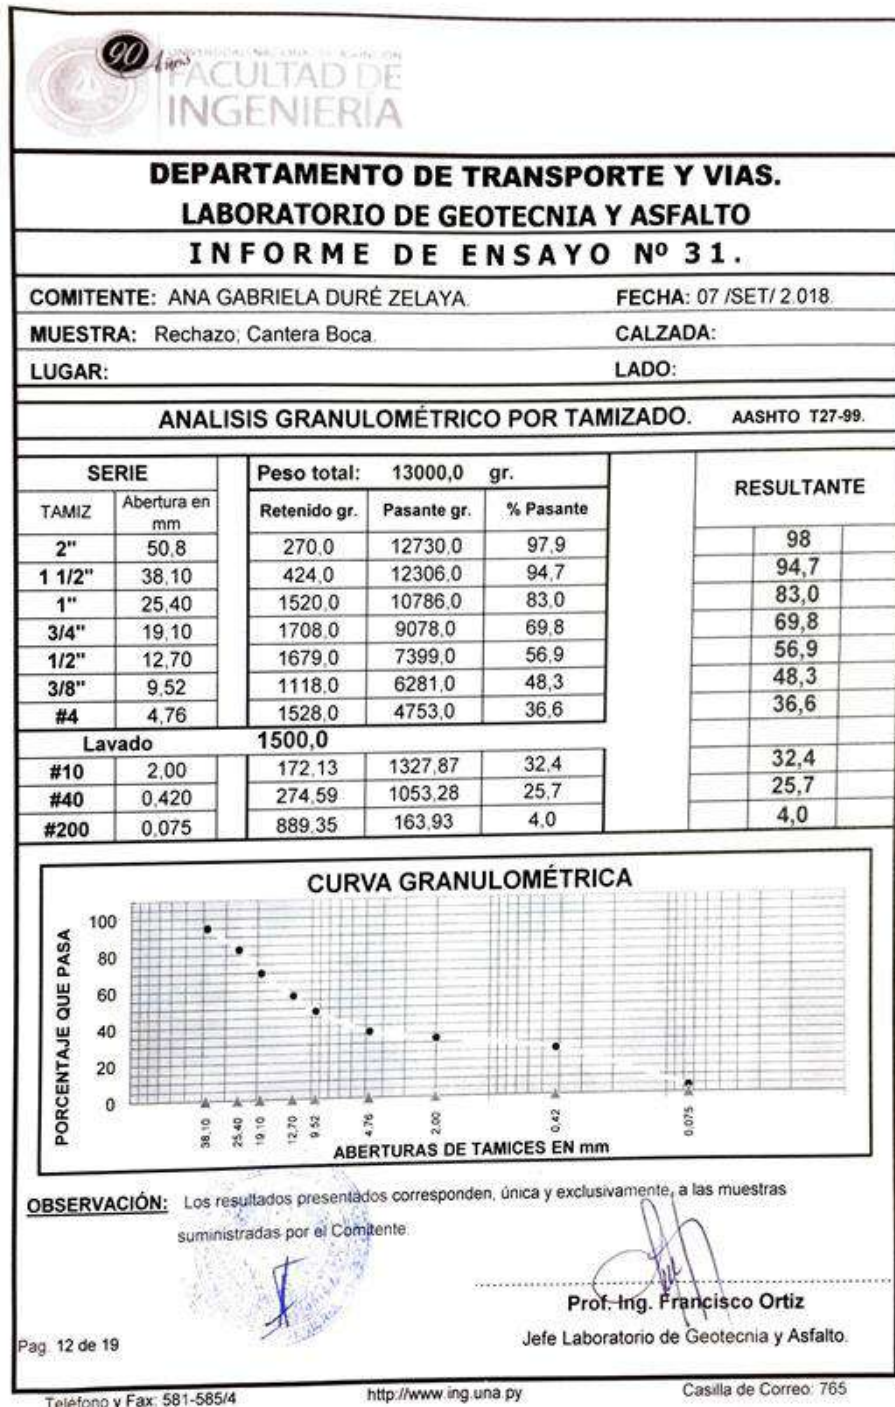 90 Años
UNIVERSIDAD NACIONAL DE ASUNCIÓN
FACULTAD DE
INGENIERÍA
DEPARTAMENTO DE TRANSPORTE Y VIAS.
LABORATORIO DE GEOTECNIA Y ASFALTO
INFORME DE ENSAYO Nº 31.
COMITENTE: ANA GABRIELA DURÉ ZELAYA. FECHA: 07 /SET/ 2.018.
MUESTRA: Rechazo; Cantera Boca. CALZADA:
LUGAR: LADO:
ANALISIS GRANULOMÉTRICO POR TAMIZADO. AASHTO T27-99.
SERIE Peso total: 13000,0 gr. RESULTANTE
TAMIZ Abertura en mm Retenido gr. Pasante gr. % Pasante
2" 50,8 270,0 12730,0 97,9 98
1 1/2" 38,10 424,0 12306,0 94,7 94,7
1" 25,40 1520,0 10786,0 83,0 83,0
3/4" 19,10 1708,0 9078,0 69,8 69,8
1/2" 12,70 1679,0 7399,0 56,9 56,9
3/8" 9,52 1118,0 6281,0 48,3 48,3
#4 4,76 1528,0 4753,0 36,6 36,6
Lavado 1500,0
#10 2,00 172,13 1327,87 32,4 32,4
#40 0,420 274,59 1053,28 25,7 25,7
#200 0,075 889,35 163,93 4,0 4,0
CURVA GRANULOMÉTRICA
PORCENTAJE QUE PASA
100
80
60
40
20
0
38,10 25,40 19,10 12,70 9,52 4,76 2,00 0,42 0,075
ABERTURAS DE TAMICES EN mm
OBSERVACIÓN: Los resultados presentados corresponden, única y exclusivamente, a las muestras
suministradas por el Comitente.
Prof. Ing. Francisco Ortiz
Jefe Laboratorio de Geotecnia y Asfalto.
Pag. 12 de 19
Teléfono y Fax: 581-585/4 http://www.ing.una.py Casilla de Correo: 765